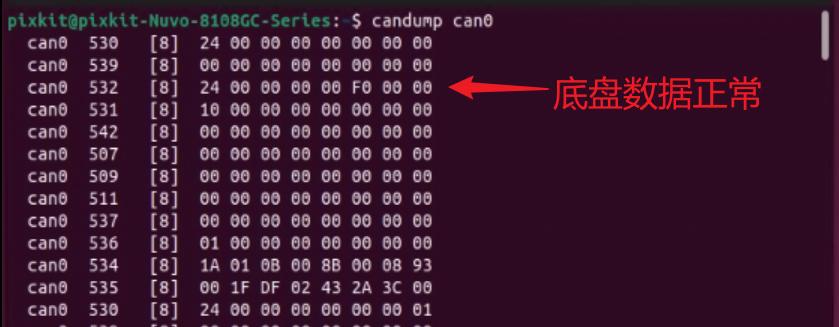 pixkit@pixkit-Nuvo-8108GC-Series:~$ candump can0
can0 530 [8] 24 00 00 00 00 00 00 00
can0 539 [8] 00 00 00 00 00 00 00 00
can0 532 [8] 24 00 00 00 00 F0 00 00
底盘数据正常
can0 531 [8] 10 00 00 00 00 00 00 00
can0 542 [8] 00 00 00 00 00 00 00 00
can0 507 [8] 00 00 00 00 00 00 00 00
can0 509 [8] 00 00 00 00 00 00 00 00
can0 511 [8] 00 00 00 00 00 00 00 00
can0 537 [8] 00 00 00 00 00 00 00 00
can0 536 [8] 01 00 00 00 00 00 00 00
can0 534 [8] 1A 01 0B 00 8B 00 08 93
can0 535 [8] 00 1F DF 02 43 2A 3C 00
can0 530 [8] 24 00 00 00 00 00 00 01